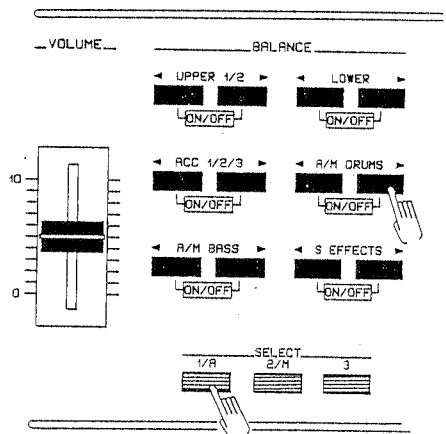 VOLUME BALANCE
◄ UPPER 1/2 ► ◄ LOWER ►
ON/OFF ON/OFF
◄ ACC 1/2/3 ► ◄ A/M DRUMS ►
10
ON/OFF ON/OFF
◄ A/M BASS ► ◄ S EFFECTS ►
0
ON/OFF ON/OFF
SELECT
1/A 2/M 3